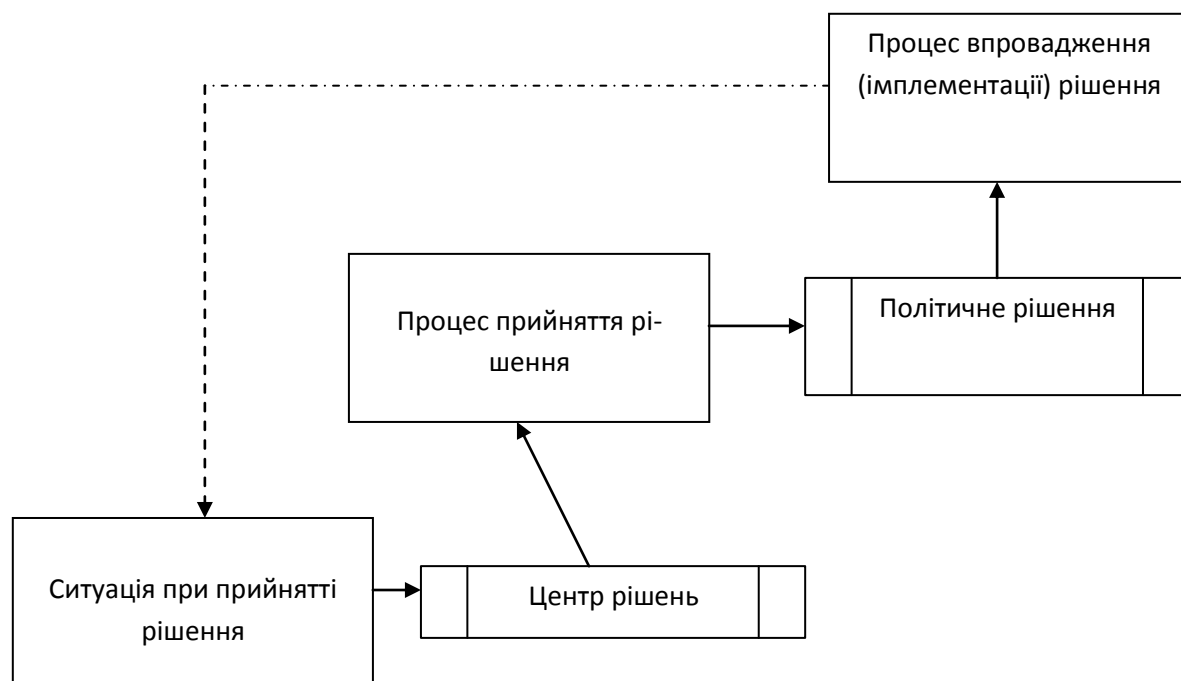 Процес впровадження
(імплементації) рішення
Політичне рішення
Процес прийняття рі-
шення
Центр рішень
Ситуація при прийнятті
рішення